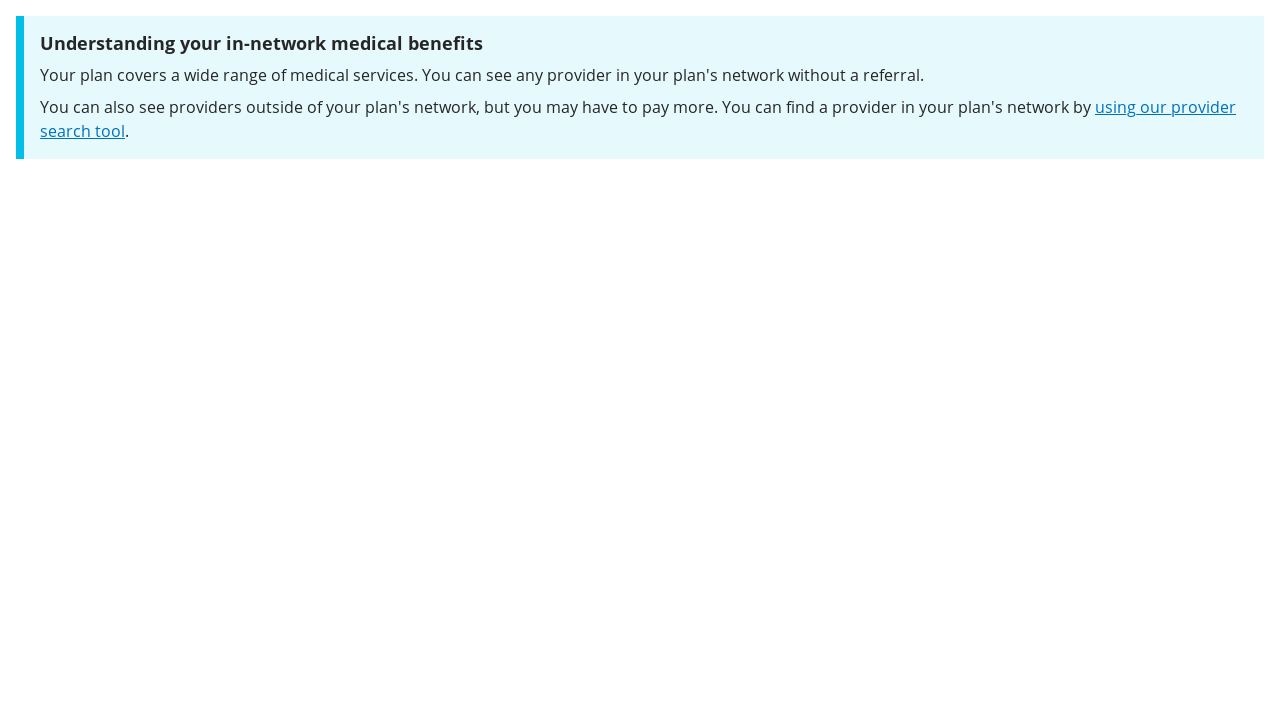 Understanding your in-network medical benefits
Your plan covers a wide range of medical services. You can see any provider in your plan's network without a referral.
You can also see providers outside of your plan's network, but you may have to pay more. You can find a provider in your plan's network by using our provider
search tool.